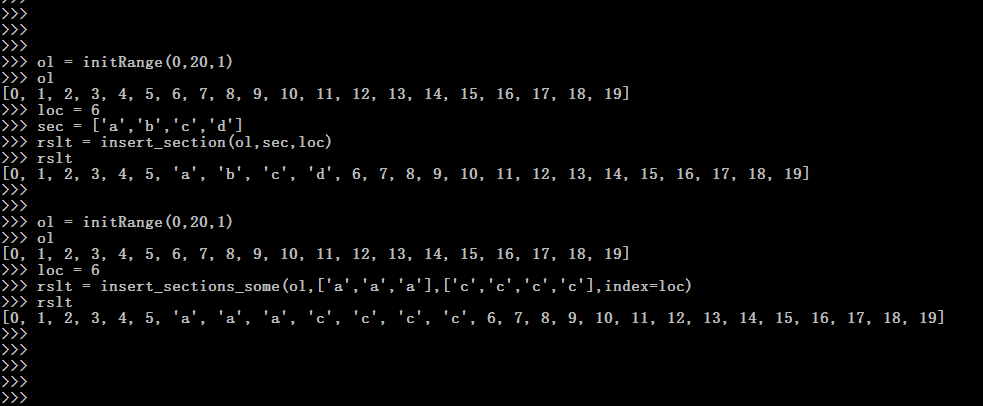 >>>
>>>
>>>
>>>
>>> ol = initRange(0,20,1)
>>> ol
[0, 1, 2, 3, 4, 5, 6, 7, 8, 9, 10, 11, 12, 13, 14, 15, 16, 17, 18, 19]
>>> loc = 6
>>> sec = ['a','b','c','d']
>>> rslt = insert_section(ol,sec,loc)
>>> rslt
[0, 1, 2, 3, 4, 5, 'a', 'b', 'c', 'd', 6, 7, 8, 9, 10, 11, 12, 13, 14, 15, 16, 17, 18, 19]
>>>
>>>
>>> ol = initRange(0,20,1)
>>> ol
[0, 1, 2, 3, 4, 5, 6, 7, 8, 9, 10, 11, 12, 13, 14, 15, 16, 17, 18, 19]
>>> loc = 6
>>> rslt = insert_sections_some(ol,['a','a','a'],['c','c','c','c'],index=loc)
>>> rslt
[0, 1, 2, 3, 4, 5, 'a', 'a', 'a', 'c', 'c', 'c', 'c', 6, 7, 8, 9, 10, 11, 12, 13, 14, 15, 16, 17, 18, 19]
>>>
>>>
>>>
>>>
>>>